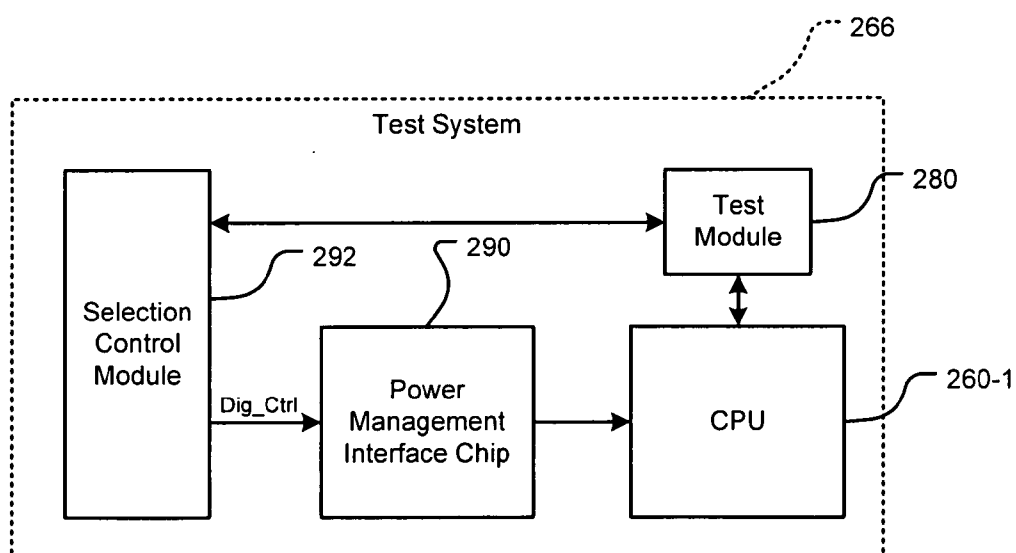 266
Test System
Test
Module
280
292
290
Selection
Control
Module
Dig_Ctrl
Power
Management
Interface Chip
CPU
260-1